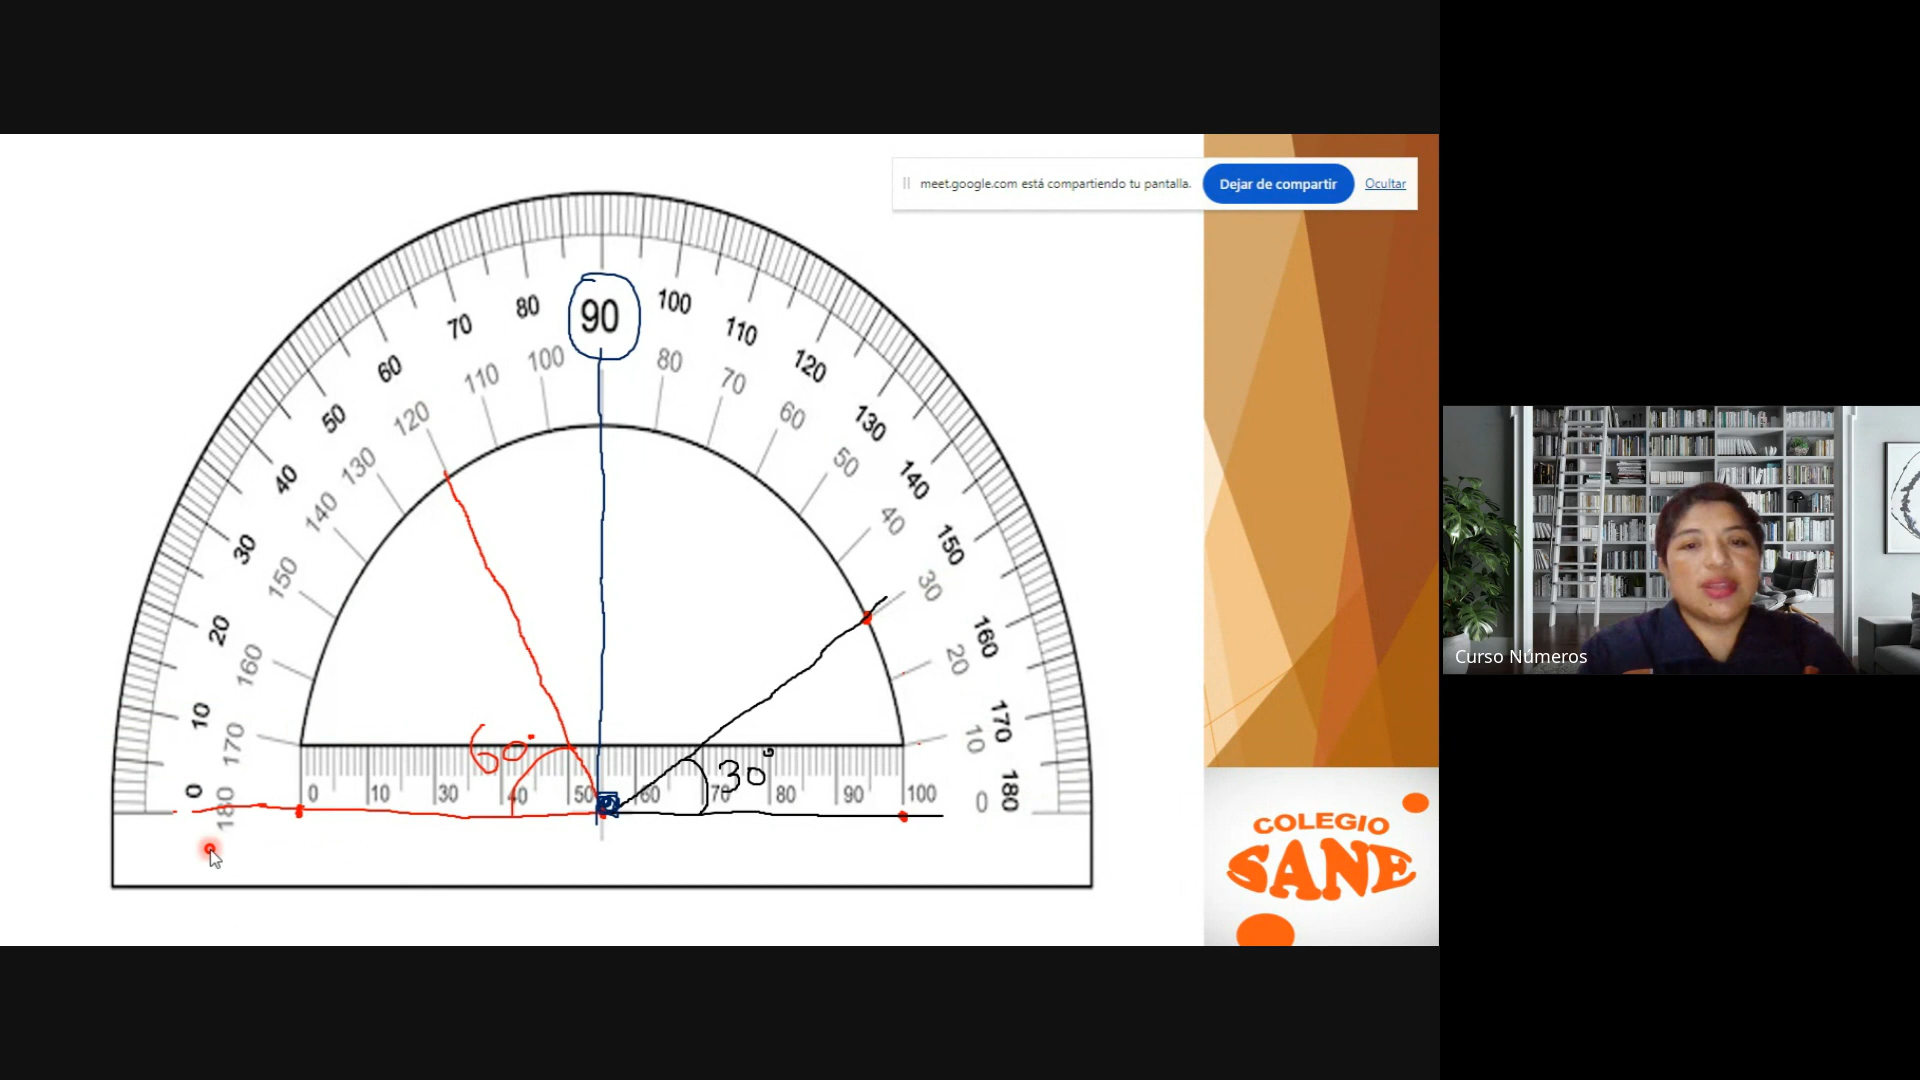 meet.google.com está compartiendo tu pantalla.
Dejar de compartir
Ocultar
0 10 20 30 40 50 60 70 80 90 100 110 120 130 140 150 160 170 180
180 170 160 150 140 130 120 110 100 80 70 60 50 40 30 20 10 0
60°
30°
0 10 30 40 50 60 70 80 90 100
COLEGIO
SANE
Curso Números